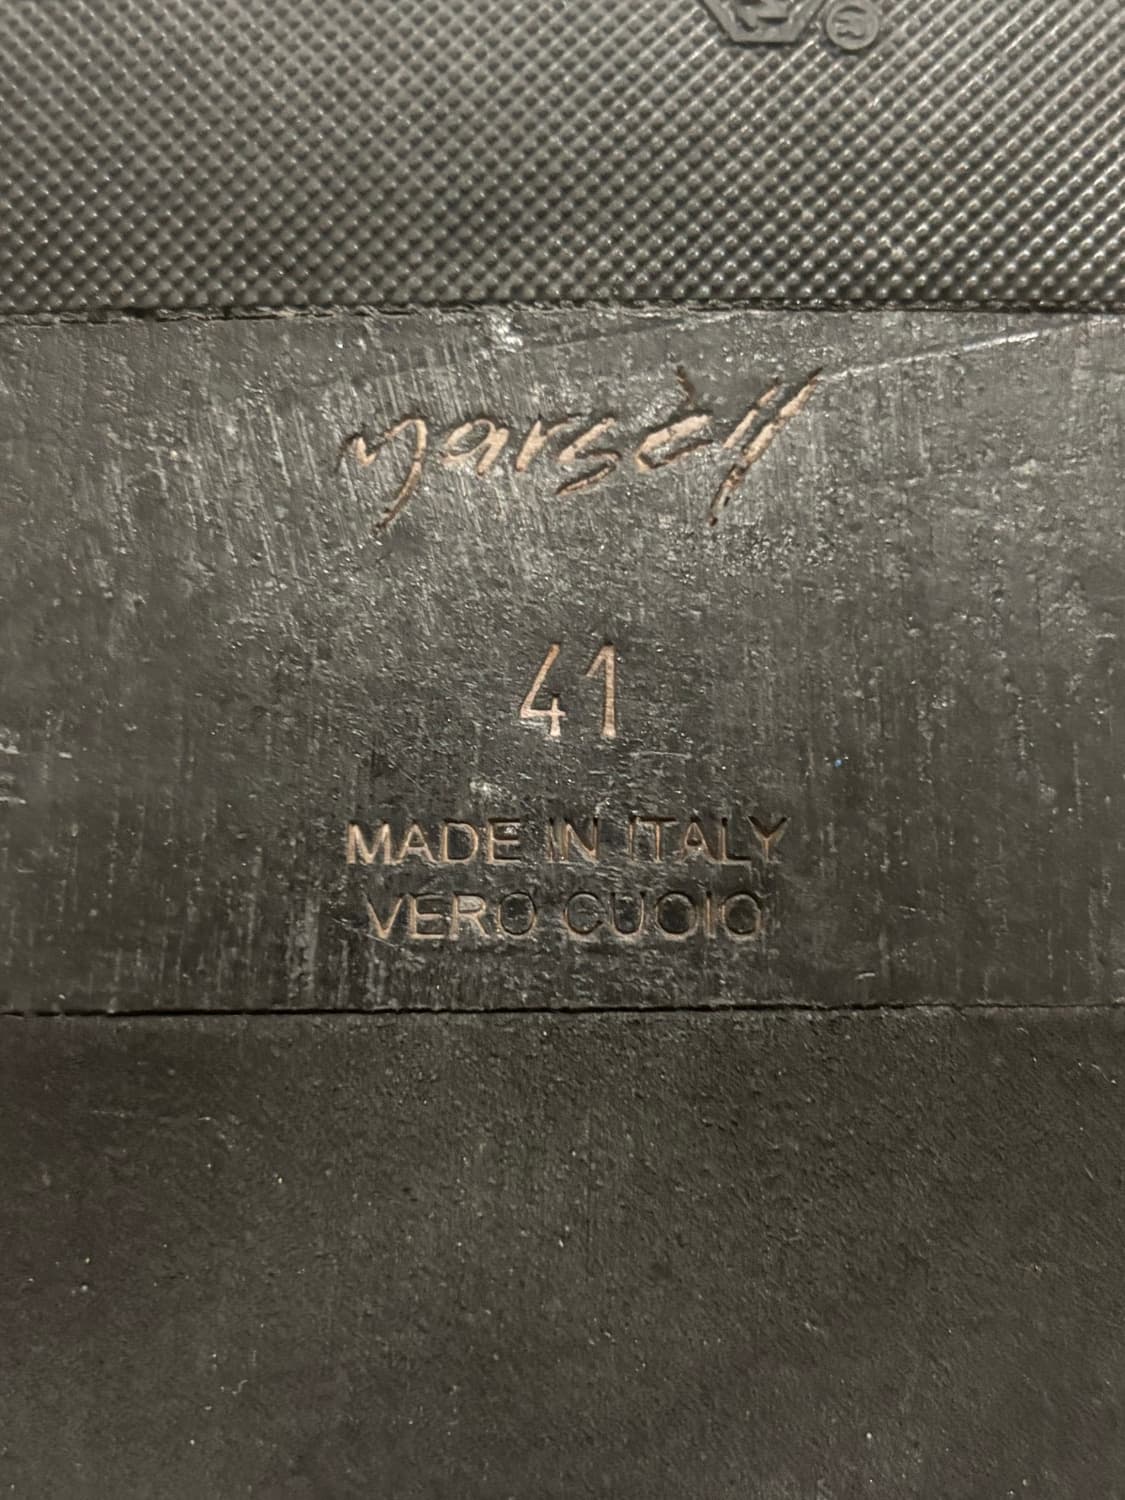 ®
marsèll
41
MADE IN ITALY
VERO CUOIO